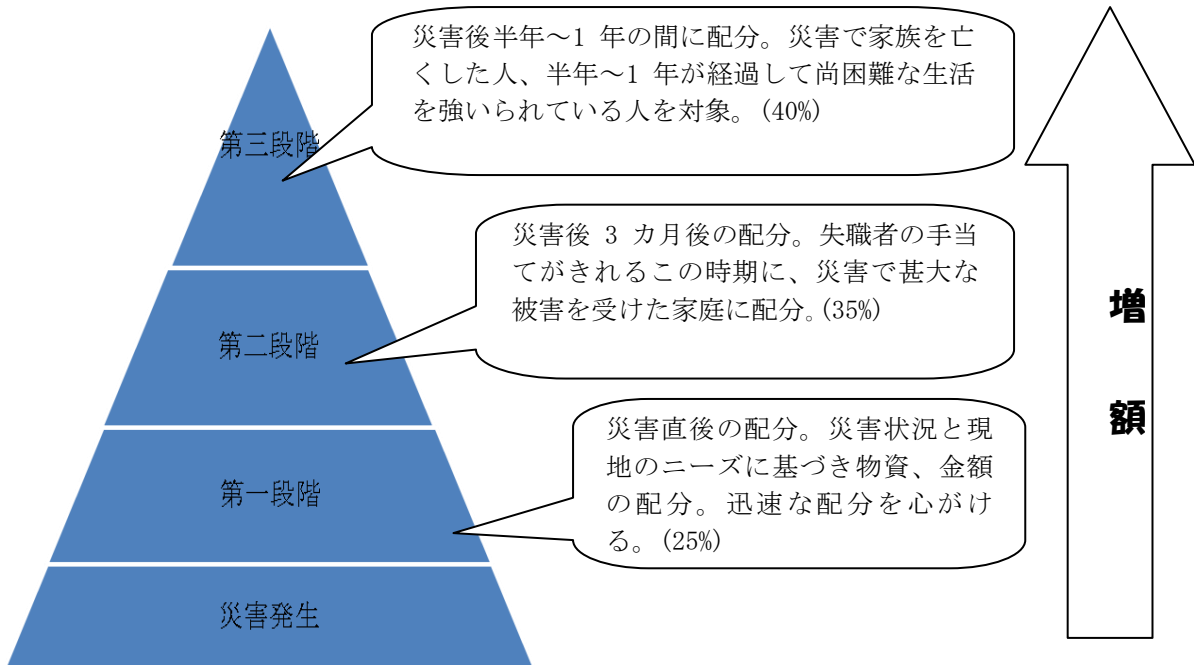 災害後半年～1 年の間に配分。災害で家族を亡
くした人、半年～1 年が経過して尚困難な生活
を強いられている人を対象。(40%)
第三段階
災害後 3 カ月後の配分。失職者の手当
てがきれるこの時期に、災害で甚大な
被害を受けた家庭に配分。(35%)
第二段階
災害直後の配分。災害状況と現
地のニーズに基づき物資、金額
の配分。迅速な配分を心がけ
る。(25%)
第一段階
災害発生
増
額